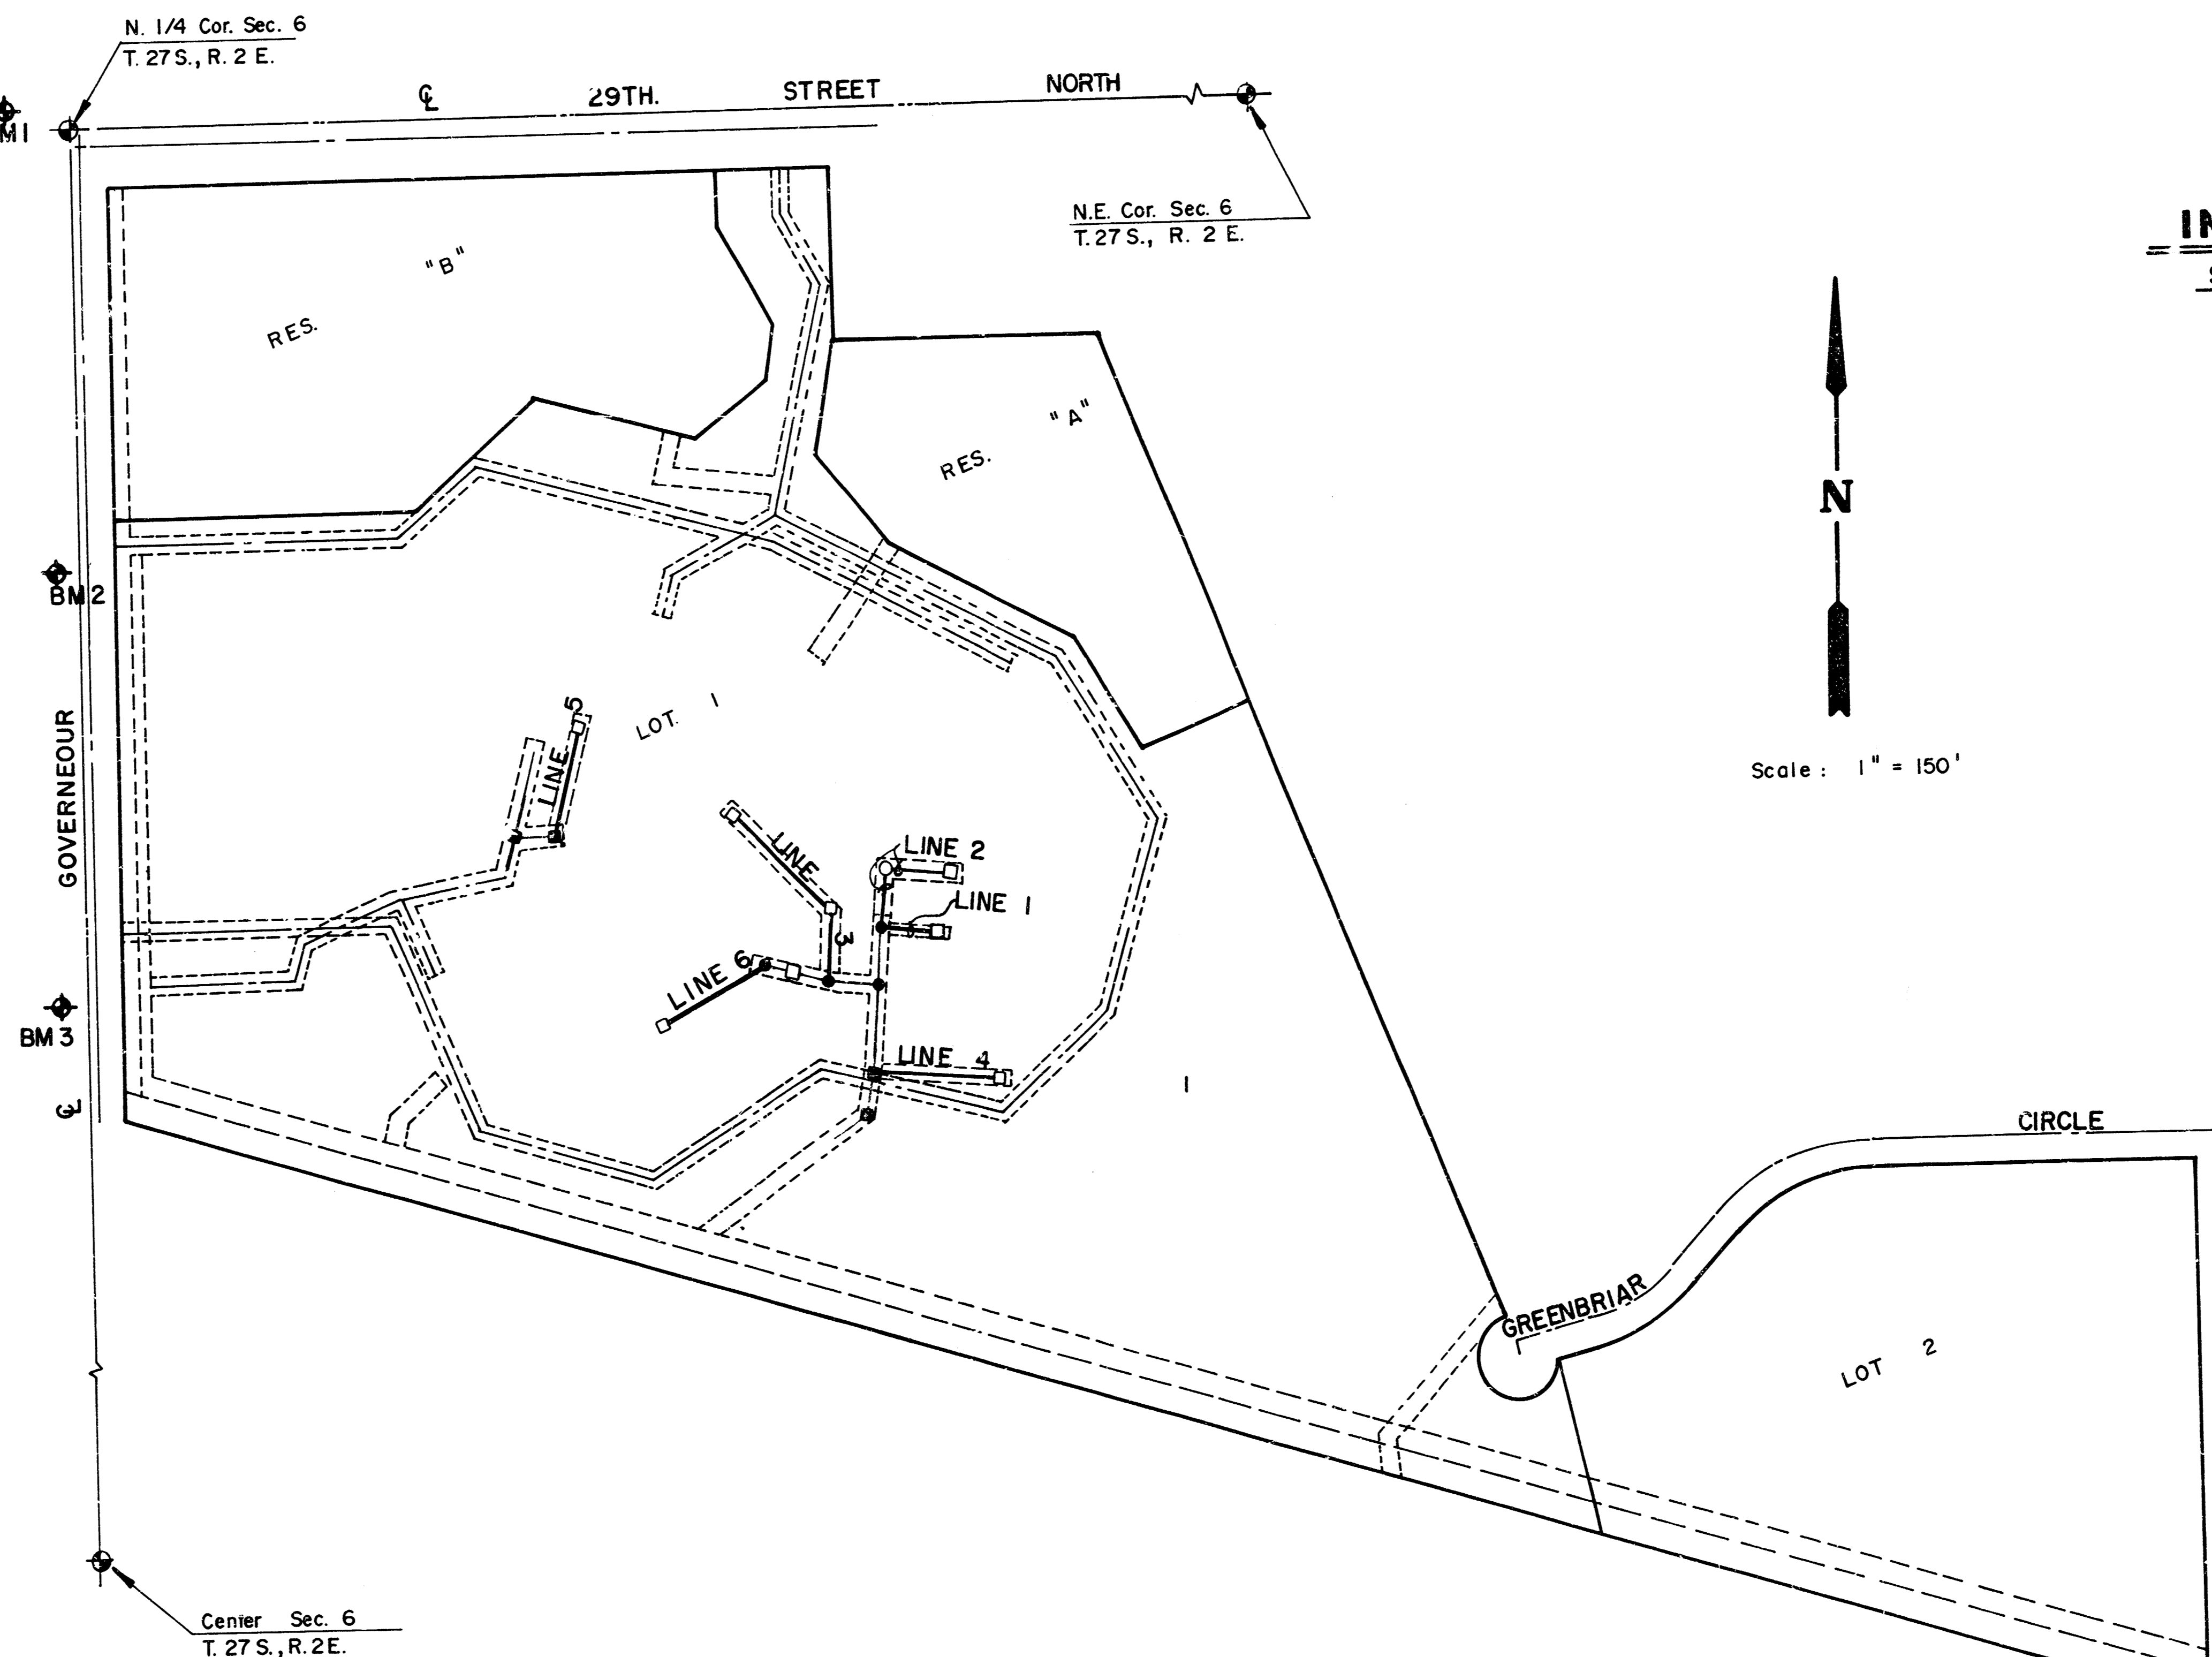 N. 1/4 Cor. Sec. 6
T. 27 S., R. 2 E.
℄ 29TH. STREET NORTH
N.E. Cor. Sec. 6
T. 27 S., R. 2 E.
"B"
RES.
"A"
RES.
N
BM 2
LOT. 1
Scale : 1" = 150'
GOVERNEOUR
℄
LINE 5
LINE 3
LINE 2
LINE 1
LINE 6
LINE 4
BM 3
1
CIRCLE
GREENBRIAR
LOT 2
Center Sec. 6
T. 27 S., R. 2 E.